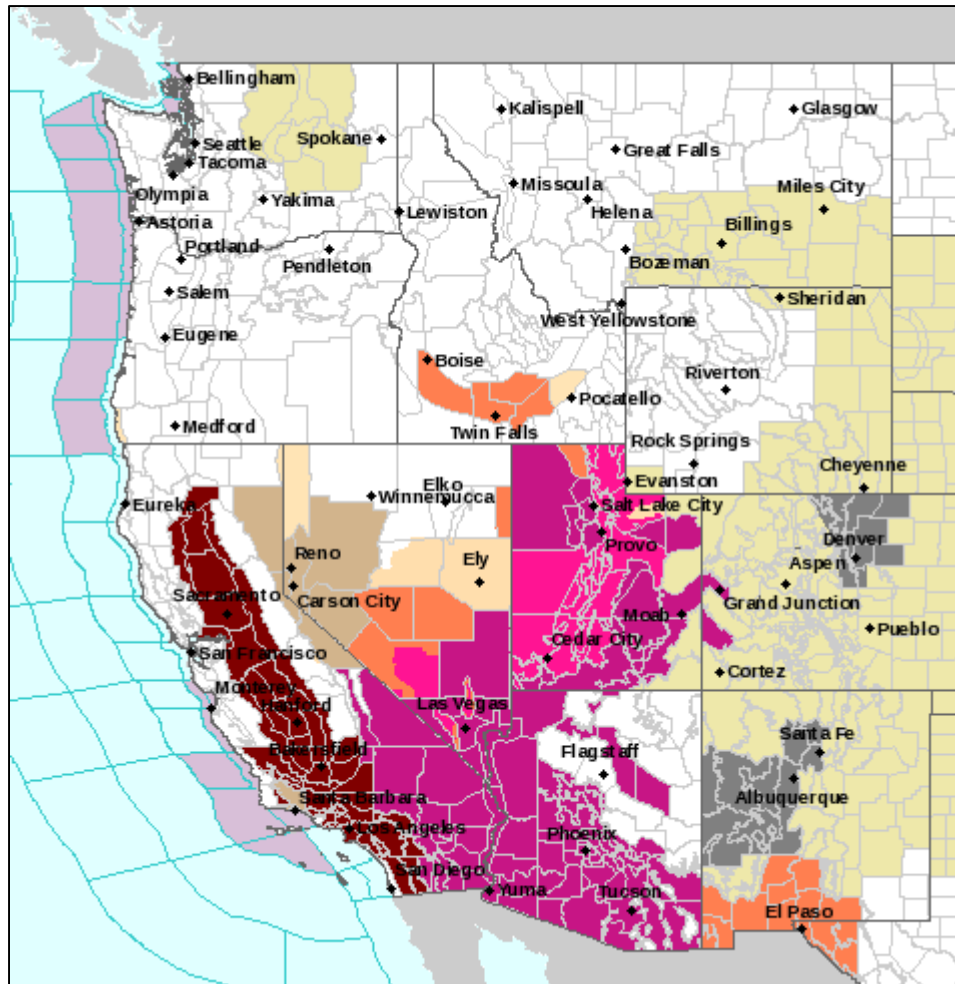 Bellingham
Kalispell
Glasgow
Seattle
Spokane
Great Falls
Tacoma
Olympia
Missoula
Miles City
Yakima
Helena
Astoria
Lewiston
Billings
Portland
Pendleton
Bozeman
Salem
Sheridan
West Yellowstone
Eugene
Boise
Riverton
Pocatello
Medford
Twin Falls
Rock Springs
Cheyenne
Elko
Evanston
Eureka
Winnemucca
Salt Lake City
Provo
Denver
Reno
Ely
Aspen
Sacramento
Carson City
Moab
Grand Junction
Pueblo
San Francisco
Cedar City
Cortez
Monterey
Hanford
Las Vegas
Santa Fe
Bakersfield
Flagstaff
Albuquerque
Santa Barbara
Los Angeles
Phoenix
San Diego
Yuma
Tucson
El Paso